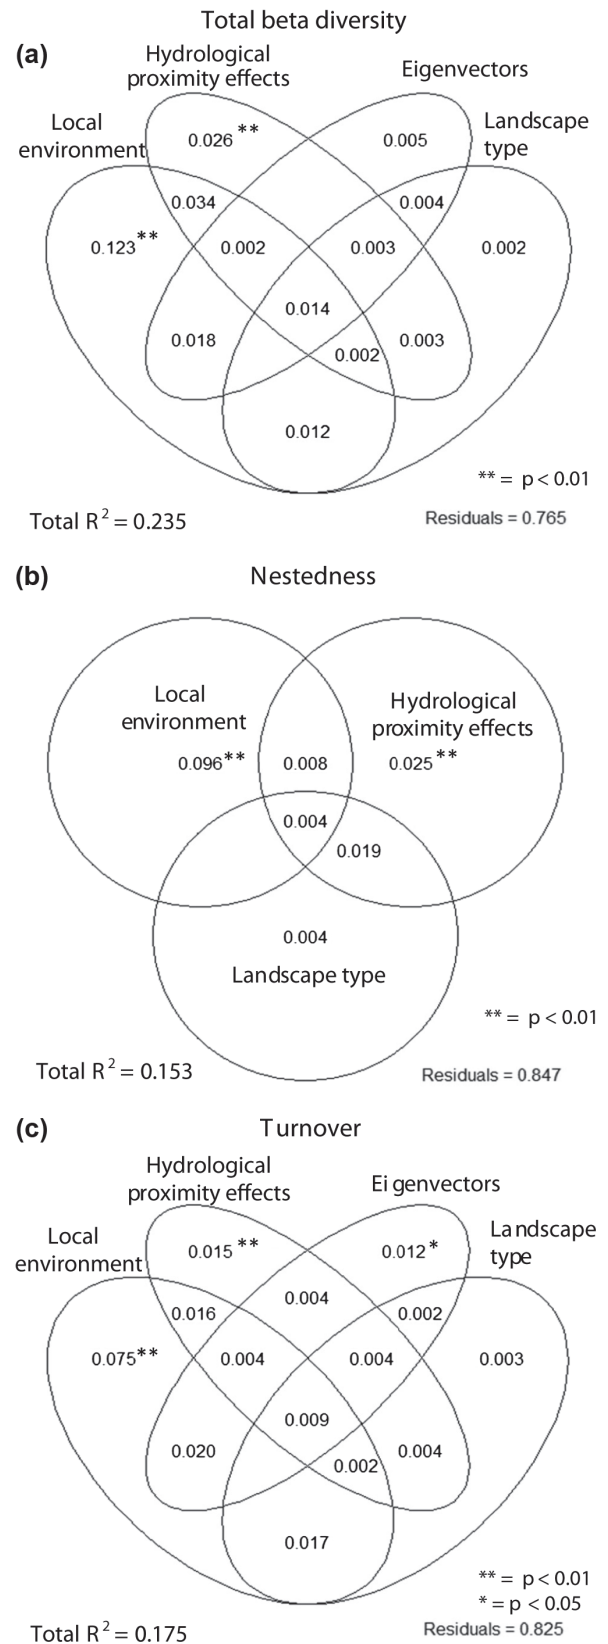 Total beta diversity
(a)
Hydrological
proximity effects
Eigenvectors
Local
environment
Landscape
type
0.026 **
0.005
0.034
0.004
0.123 **
0.002
0.003
0.002
0.014
0.018
0.002
0.003
0.012
** = p < 0.01
Total R² = 0.235
Residuals = 0.765
(b)
Nestedness
Local
environment
Hydrological
proximity effects
0.096 **
0.008
0.025 **
0.004
0.019
0.004
Landscape type
** = p < 0.01
Total R² = 0.153
Residuals = 0.847
(c)
Turnover
Hydrological
proximity effects
Ei genvectors
Local
environment
Landscape
type
0.015 **
0.012 *
0.004
0.016
0.002
0.075 **
0.004
0.004
0.003
0.009
0.020
0.002
0.004
0.017
** = p < 0.01
* = p < 0.05
Total R² = 0.175
Residuals = 0.825